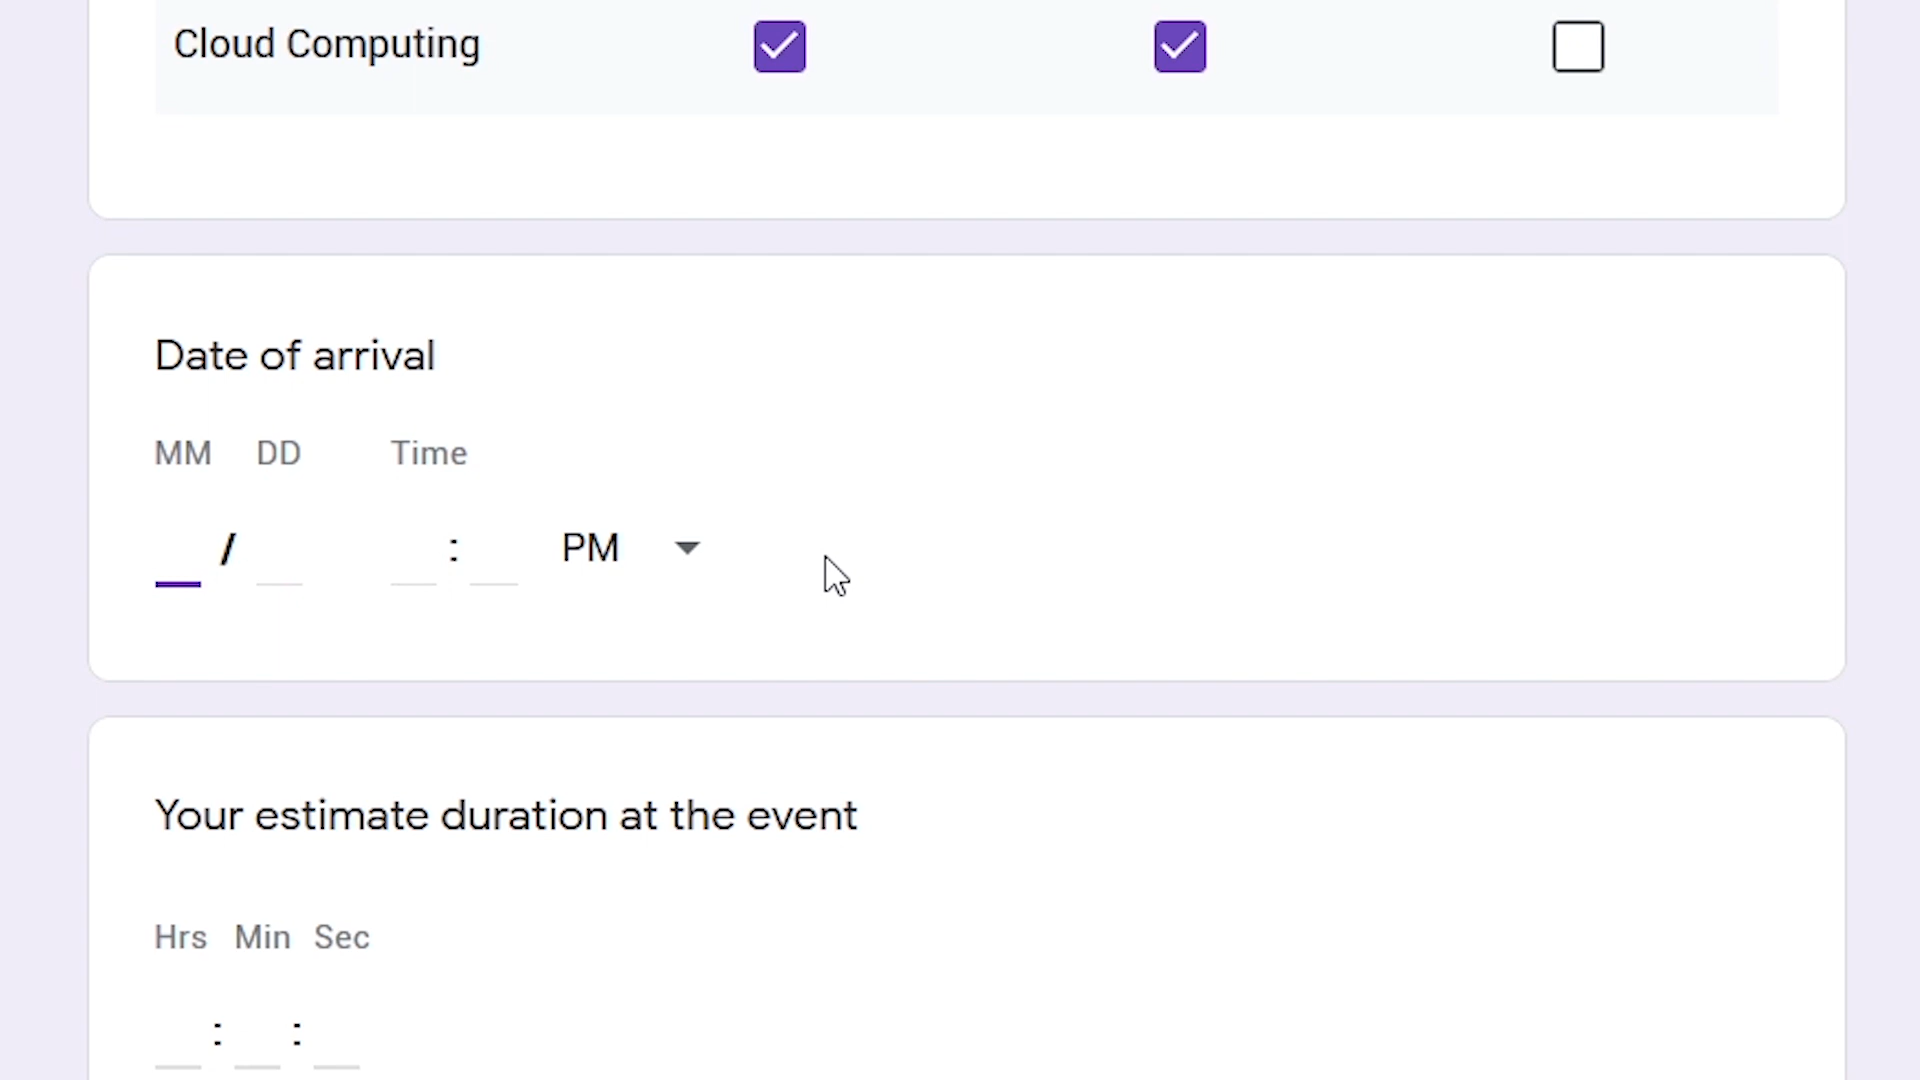 Cloud Computing
Date of arrival
MM DD Time
/ : PM
Your estimate duration at the event
Hrs Min Sec
: :